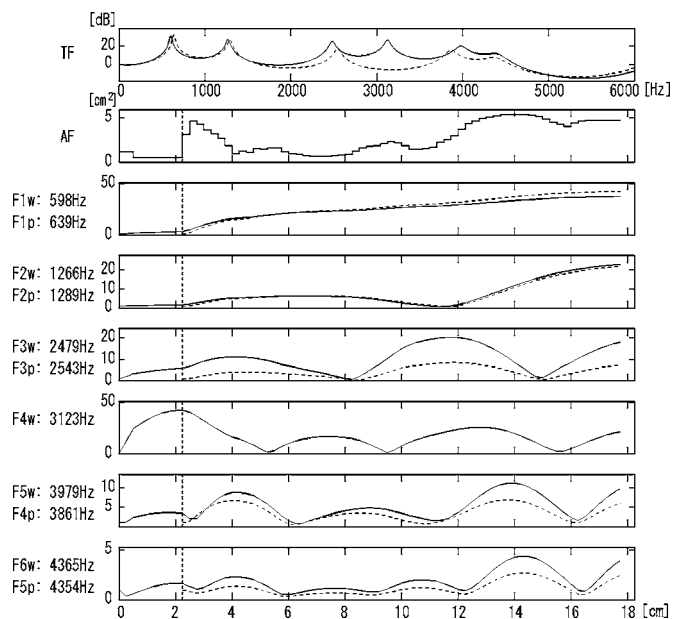 [dB]
TF
20
0
0 1000 2000 3000 4000 5000 6000 [Hz]
[cm²]
AF
5
0
F1w: 598Hz
F1p: 639Hz
50
0
F2w: 1266Hz
F2p: 1289Hz
20
10
0
F3w: 2479Hz
F3p: 2543Hz
20
10
0
F4w: 3123Hz
40
20
0
F5w: 3979Hz
F4p: 3861Hz
10
5
F6w: 4365Hz
F5p: 4354Hz
5
0
0 2 4 6 8 10 12 14 16 18 [cm]